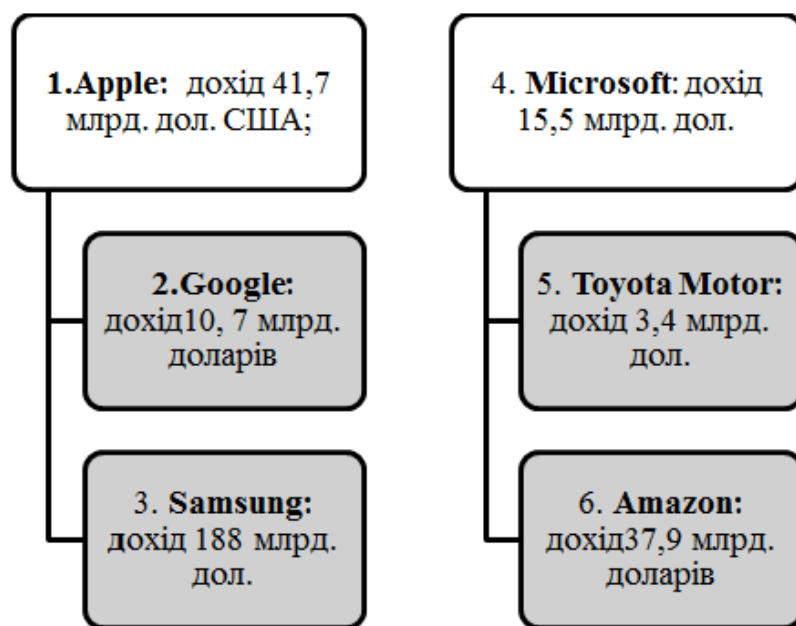 1.Apple: дохід 41,7
млрд. дол. США;
2.Google:
дохід10, 7 млрд.
доларів
3. Samsung:
дохід 188 млрд.
дол.
4. Microsoft: дохід
15,5 млрд. дол.
5. Toyota Motor:
дохід 3,4 млрд.
дол.
6. Amazon:
дохід37,9 млрд.
доларів